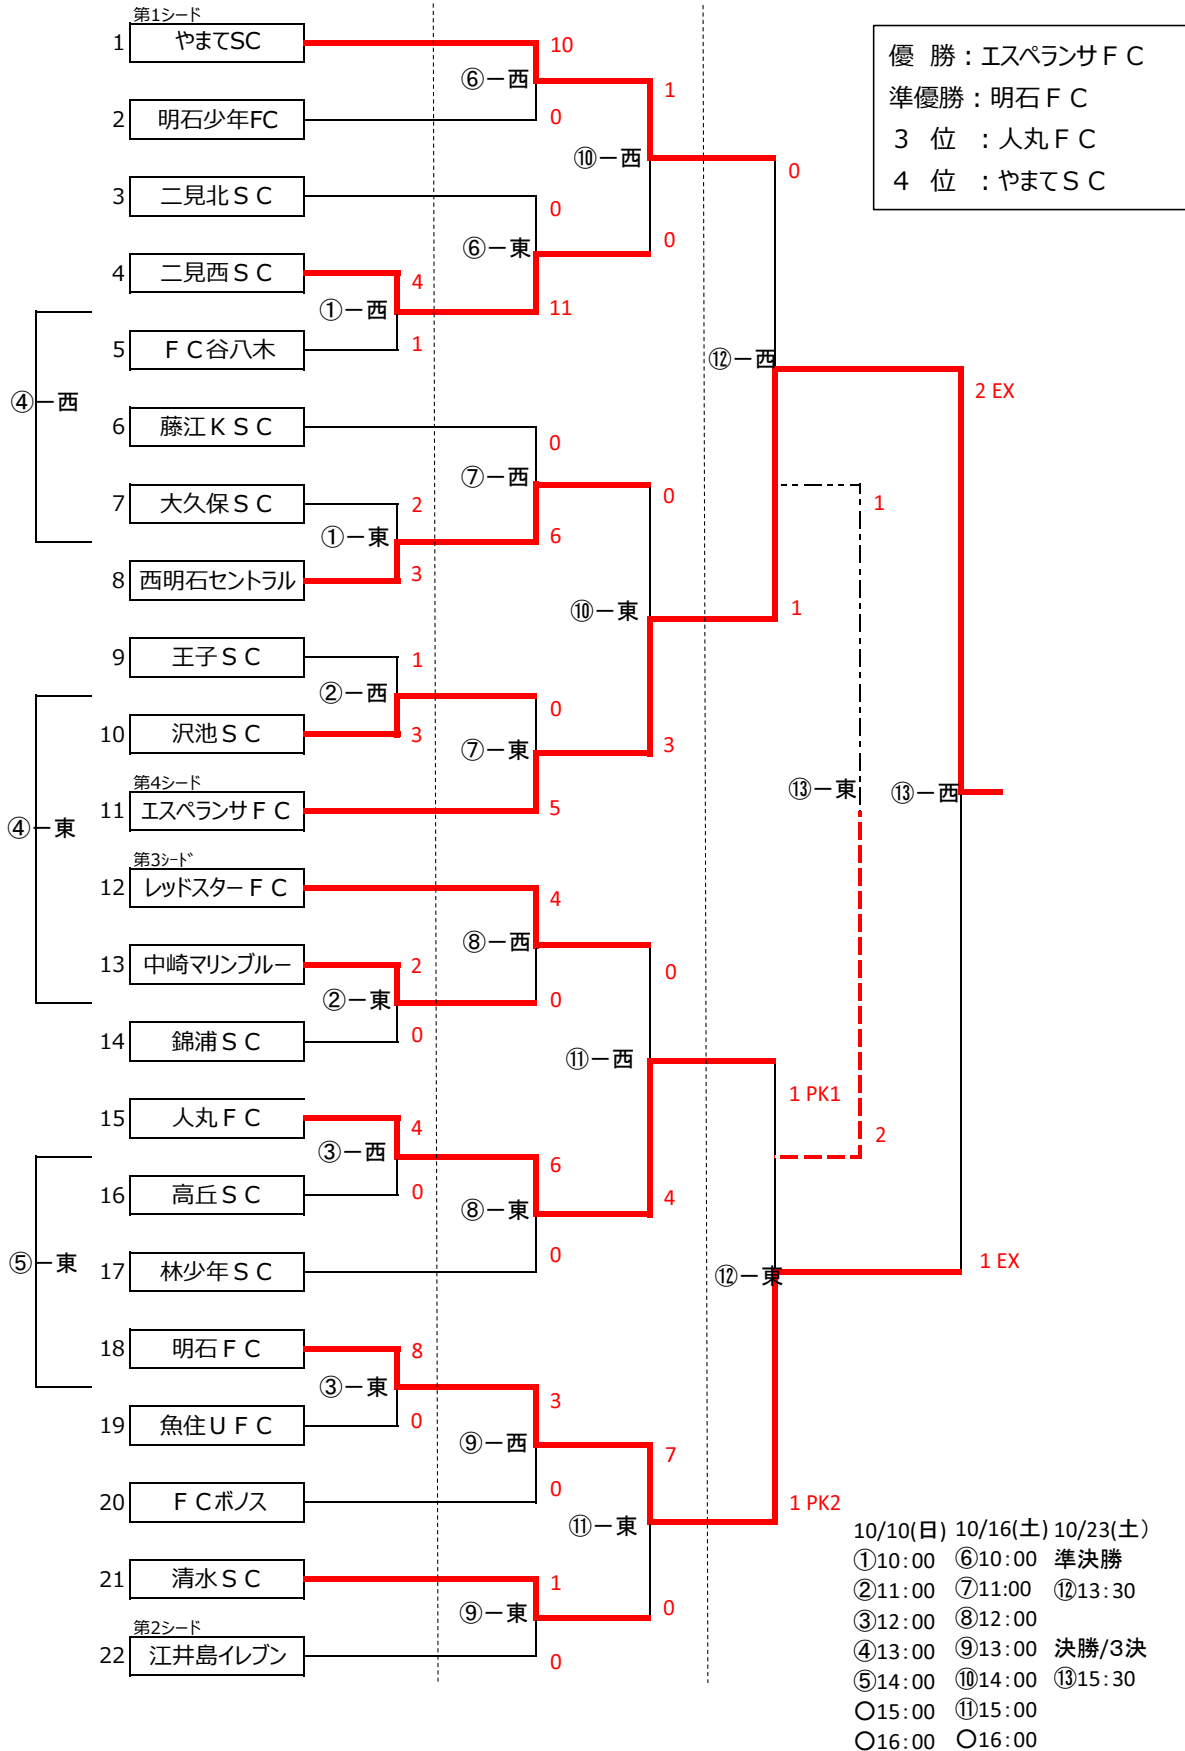 第1シード
1 やまてSC
10
⑥ー西
2 明石少年FC
0
1
⑩ー西
3 二見北ＳＣ
0
⑥ー東
0
0
4 二見西ＳＣ
4
①ー西
11
5 ＦＣ谷八木
1
⑫ー西
④ー西
2 EX
6 藤江ＫＳＣ
0
⑦ー西
7 大久保ＳＣ
2
0
1
①ー東
6
8 西明石セントラル
3
⑩ー東
1
9 王子ＳＣ
1
②ー西
0
10 沢池ＳＣ
3
⑦ー東
3
第4シード
11 エスペランサＦＣ
5
⑬ー東
⑬ー西
④ー東
第3シード
12 レッドスターＦＣ
4
⑧ー西
13 中崎マリンブルー
2
0
②ー東
0
14 錦浦ＳＣ
0
⑪ー西
15 人丸ＦＣ
4
1 PK1
2
③ー西
6
16 高丘ＳＣ
0
⑧ー東
4
⑤ー東
17 林少年ＳＣ
0
1 EX
⑫ー東
18 明石ＦＣ
8
③ー東
3
19 魚住ＵＦＣ
0
⑨ー西
7
20 ＦＣボノス
0
⑪ー東
1 PK2
21 清水ＳＣ
1
⑨ー東
0
第2シード
22 江井島イレブン
0
優 勝：エスペランサＦＣ
準優勝：明石ＦＣ
３ 位 ：人丸ＦＣ
４ 位 ：やまてＳＣ
10/10(日) 10/16(土) 10/23(土)
①10：00 ⑥10：00 準決勝
②11：00 ⑦11:00 ⑫13：30
③12：00 ⑧12：00
④13：00 ⑨13：00 決勝/3決
⑤14：00 ⑩14：00 ⑬15：30
〇15：00 ⑪15：00
〇16：00 〇16：00